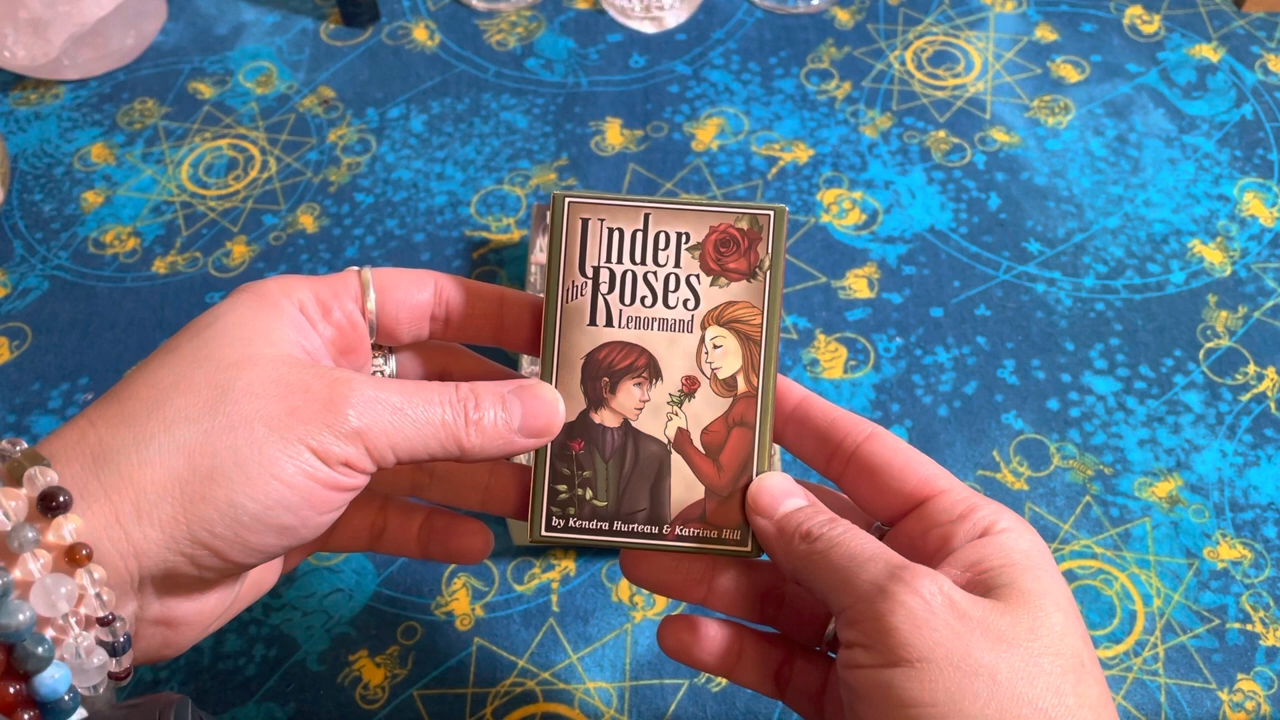 Under
the Roses
Lenormand
by Kendra Hurteau & Katrina Hill